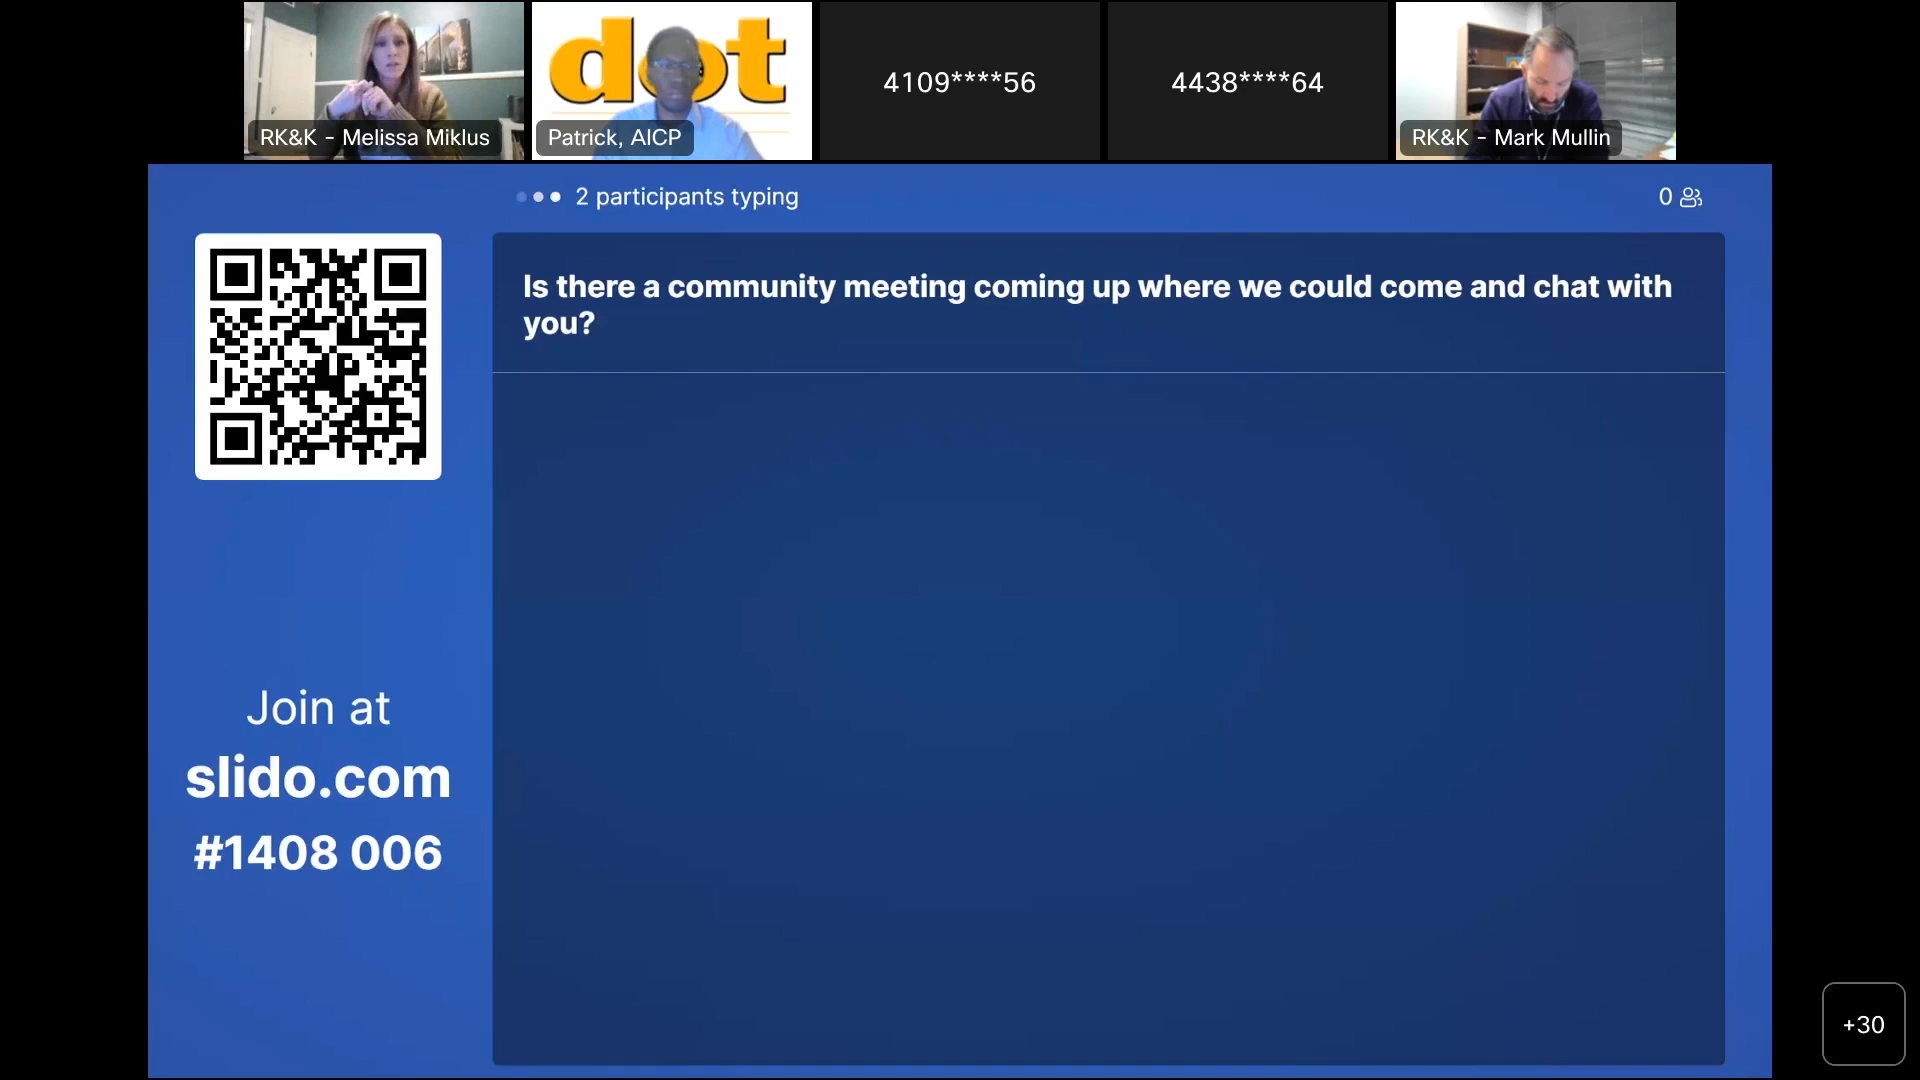 dot
RK&K - Melissa Miklus
Patrick, AICP
4109****56
4438****64
RK&K - Mark Mullin
2 participants typing
0
Is there a community meeting coming up where we could come and chat with
you?
Join at
slido.com
#1408 006
+30